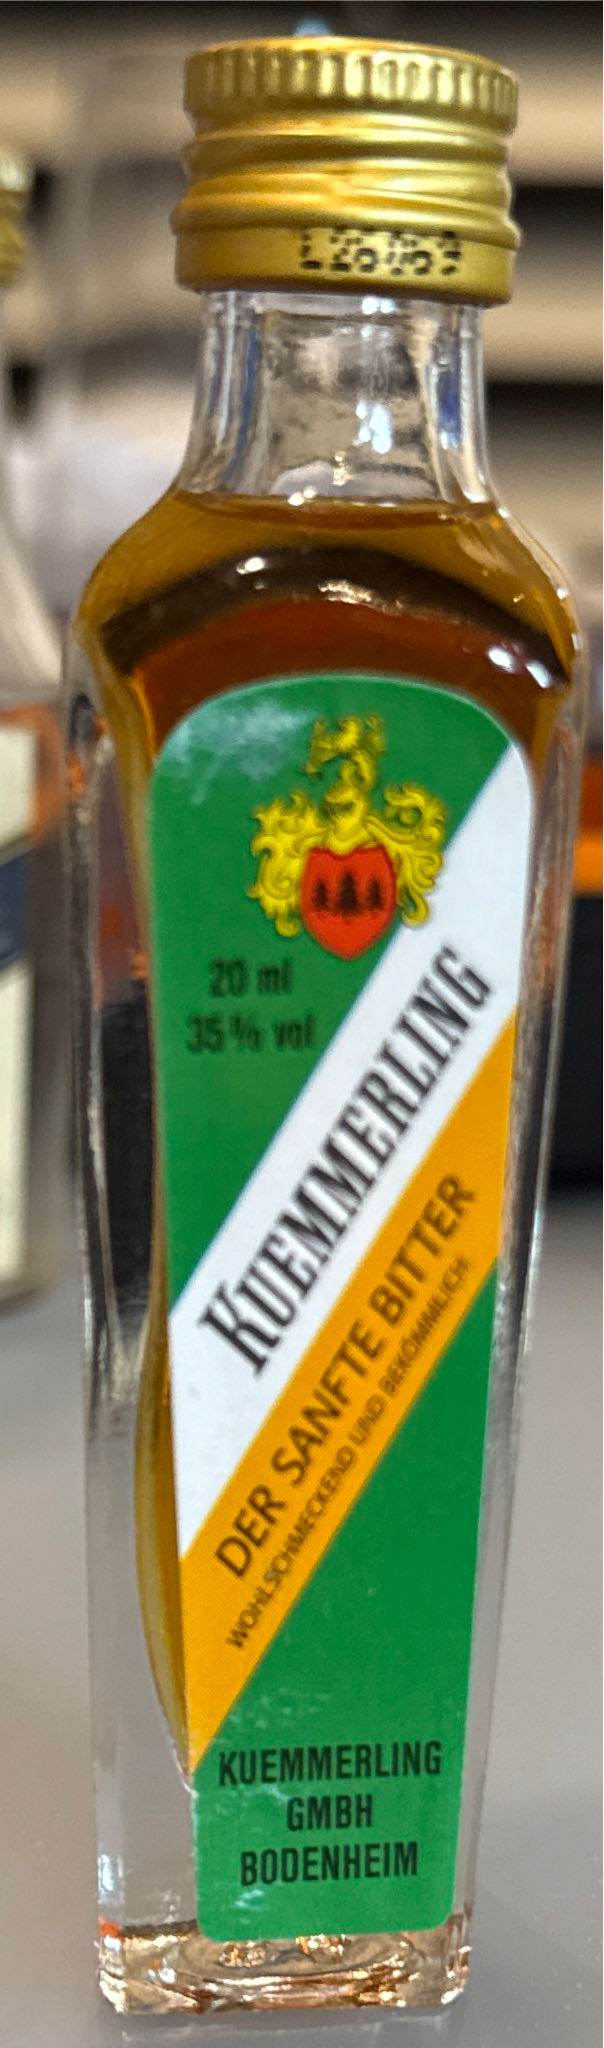 20 ml
35 % vol
KUEMMERLING
DER SANFTE BITTER
WOHLSCHMECKEND UND BEKÖMMLICH
KUEMMERLING
GMBH
BODENHEIM